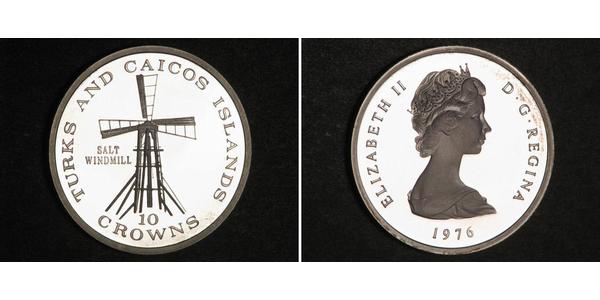 TURKS AND CAICOS ISLANDS
SALT
WINDMILL
10
CROWNS
ELIZABETH II D·G·REGINA
1976